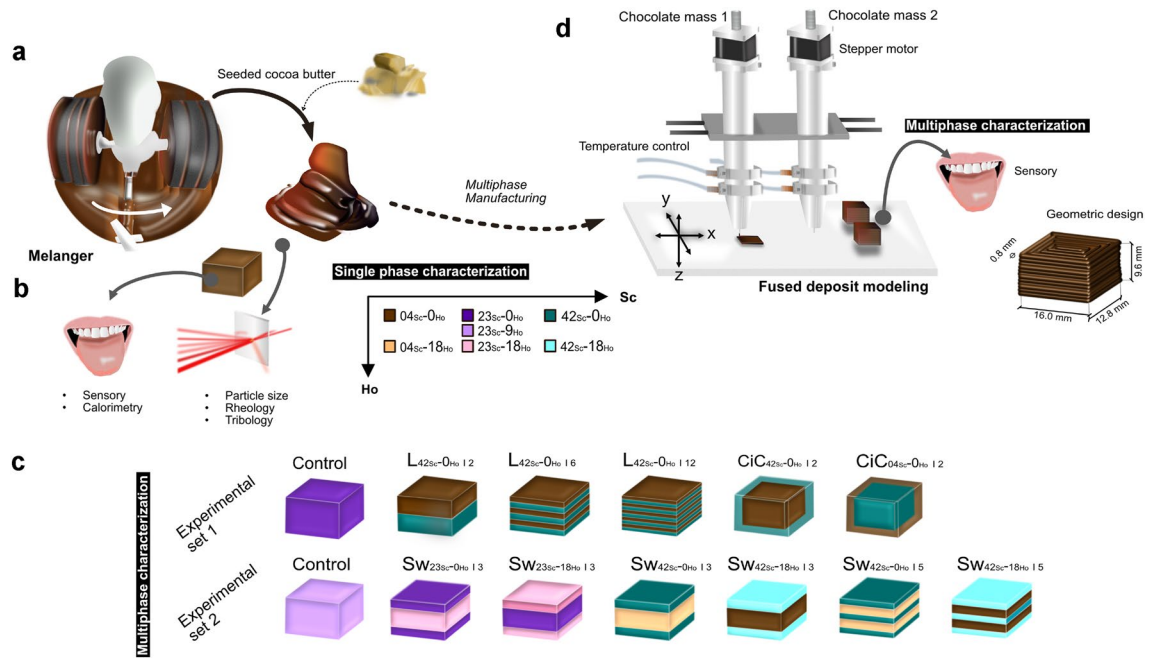 a
Seeded cocoa butter
Melanger
b
Sensory
Calorimetry
Particle size
Rheology
Tribology
Multiphase
Manufacturing
Single phase characterization
Sc
Ho
04Sc-0Ho
23Sc-0Ho
42Sc-0Ho
23Sc-9Ho
04Sc-18Ho
23Sc-18Ho
42Sc-18Ho
d
Chocolate mass 1
Chocolate mass 2
Stepper motor
Temperature control
y
x
z
Fused deposit modeling
Multiphase characterization
Sensory
Geometric design
0.8 mm
⌀
9.6 mm
16.0 mm
12.8 mm
c
Multiphase characterization
Experimental
set 1
Control
L42Sc-0Ho I 2
L42Sc-0Ho I 6
L42Sc-0Ho I 12
CiC42Sc-0Ho I 2
CiC04Sc-0Ho I 2
Experimental
set 2
Control
Sw23Sc-0Ho I 3
Sw23Sc-18Ho I 3
Sw42Sc-0Ho I 3
Sw42Sc-18Ho I 3
Sw42Sc-0Ho I 5
Sw42Sc-18Ho I 5